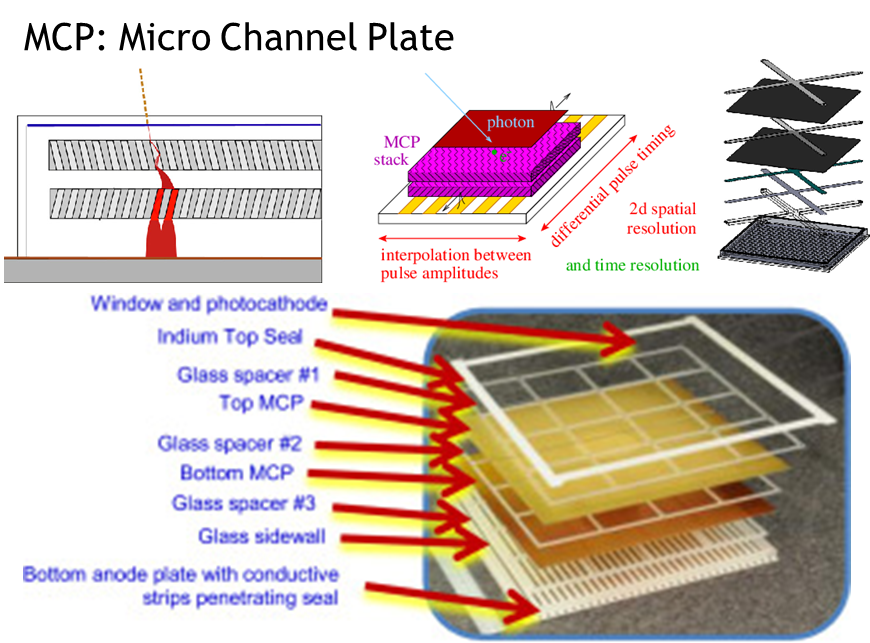 MCP: Micro Channel Plate
photon
MCP
stack
differential pulse timing
2d spatial
resolution
interpolation between
pulse amplitudes
and time resolution
Window and photocathode
Indium Top Seal
Glass spacer #1
Top MCP
Glass spacer #2
Bottom MCP
Glass spacer #3
Glass sidewall
Bottom anode plate with conductive
strips penetrating seal